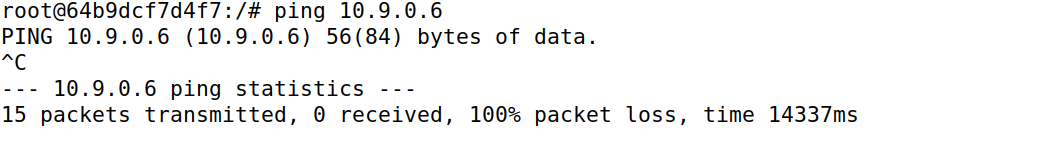 root@64b9dcf7d4f7:/# ping 10.9.0.6
PING 10.9.0.6 (10.9.0.6) 56(84) bytes of data.
^C
--- 10.9.0.6 ping statistics ---
15 packets transmitted, 0 received, 100% packet loss, time 14337ms